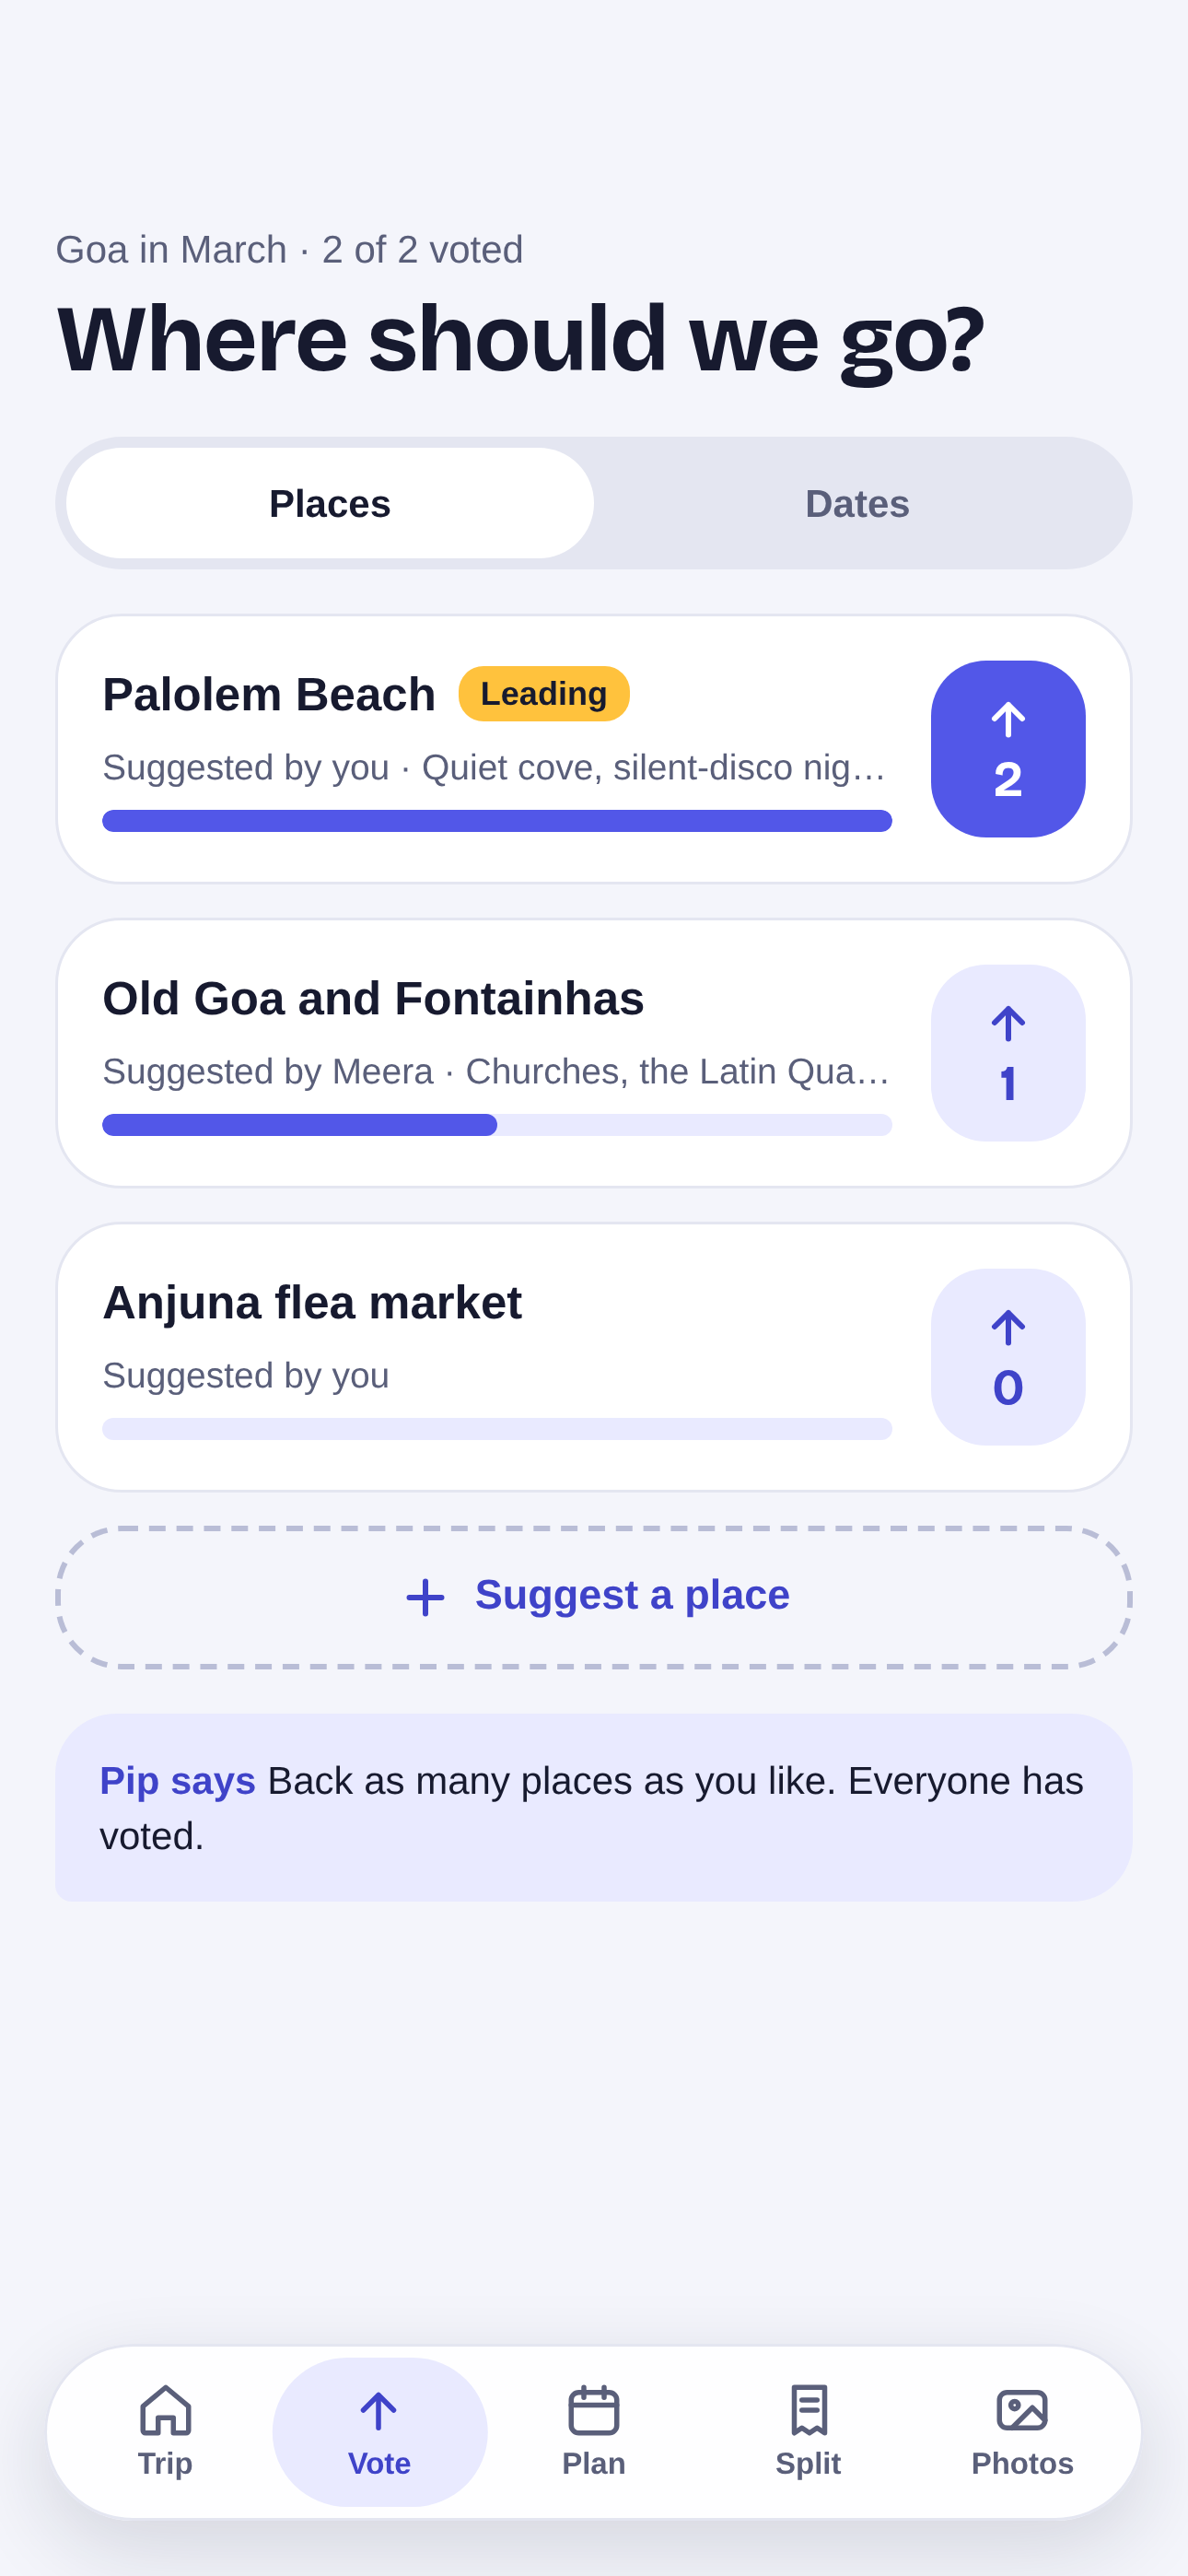 Goa in March · 2 of 2 voted
Where should we go?
Places
Dates
Palolem Beach
Leading
Suggested by you · Quiet cove, silent-disco nig…
2
Old Goa and Fontainhas
Suggested by Meera · Churches, the Latin Qua…
1
Anjuna flea market
Suggested by you
0
Suggest a place
Pip says Back as many places as you like. Everyone has
voted.
Trip
Vote
Plan
Split
Photos